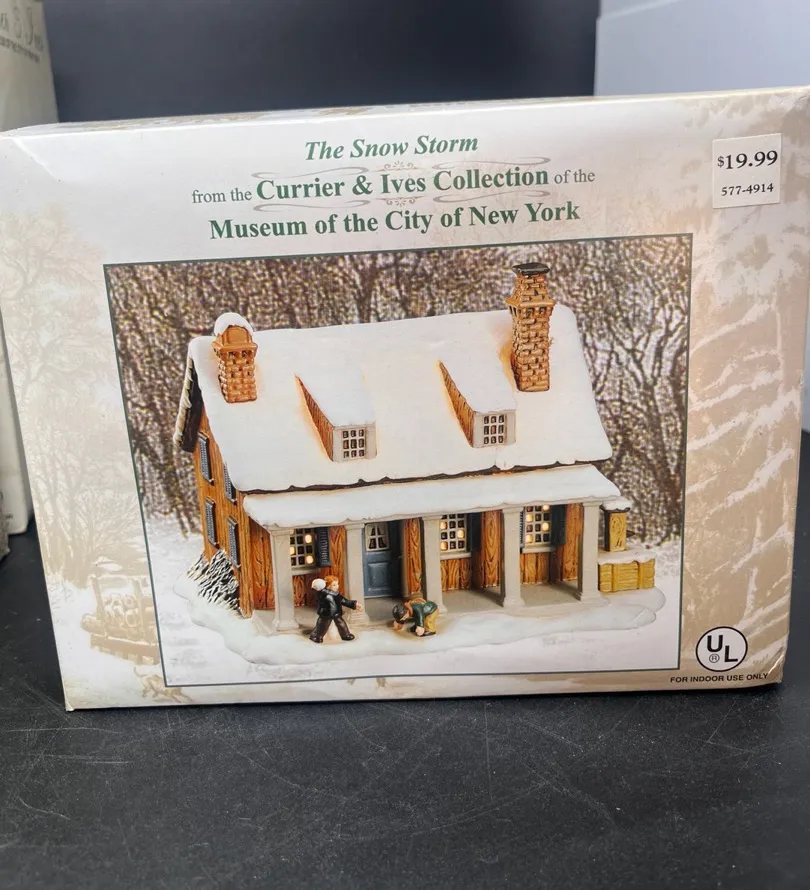 The Snow Storm
from the Currier & Ives Collection of the
Museum of the City of New York
$19.99
577-4914
UL
®
FOR INDOOR USE ONLY